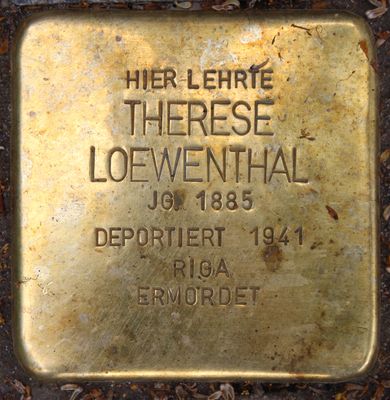 HIER LEHRTE
THERESE
LOEWENTHAL
JG. 1885
DEPORTIERT 1941
RIGA
ERMORDET